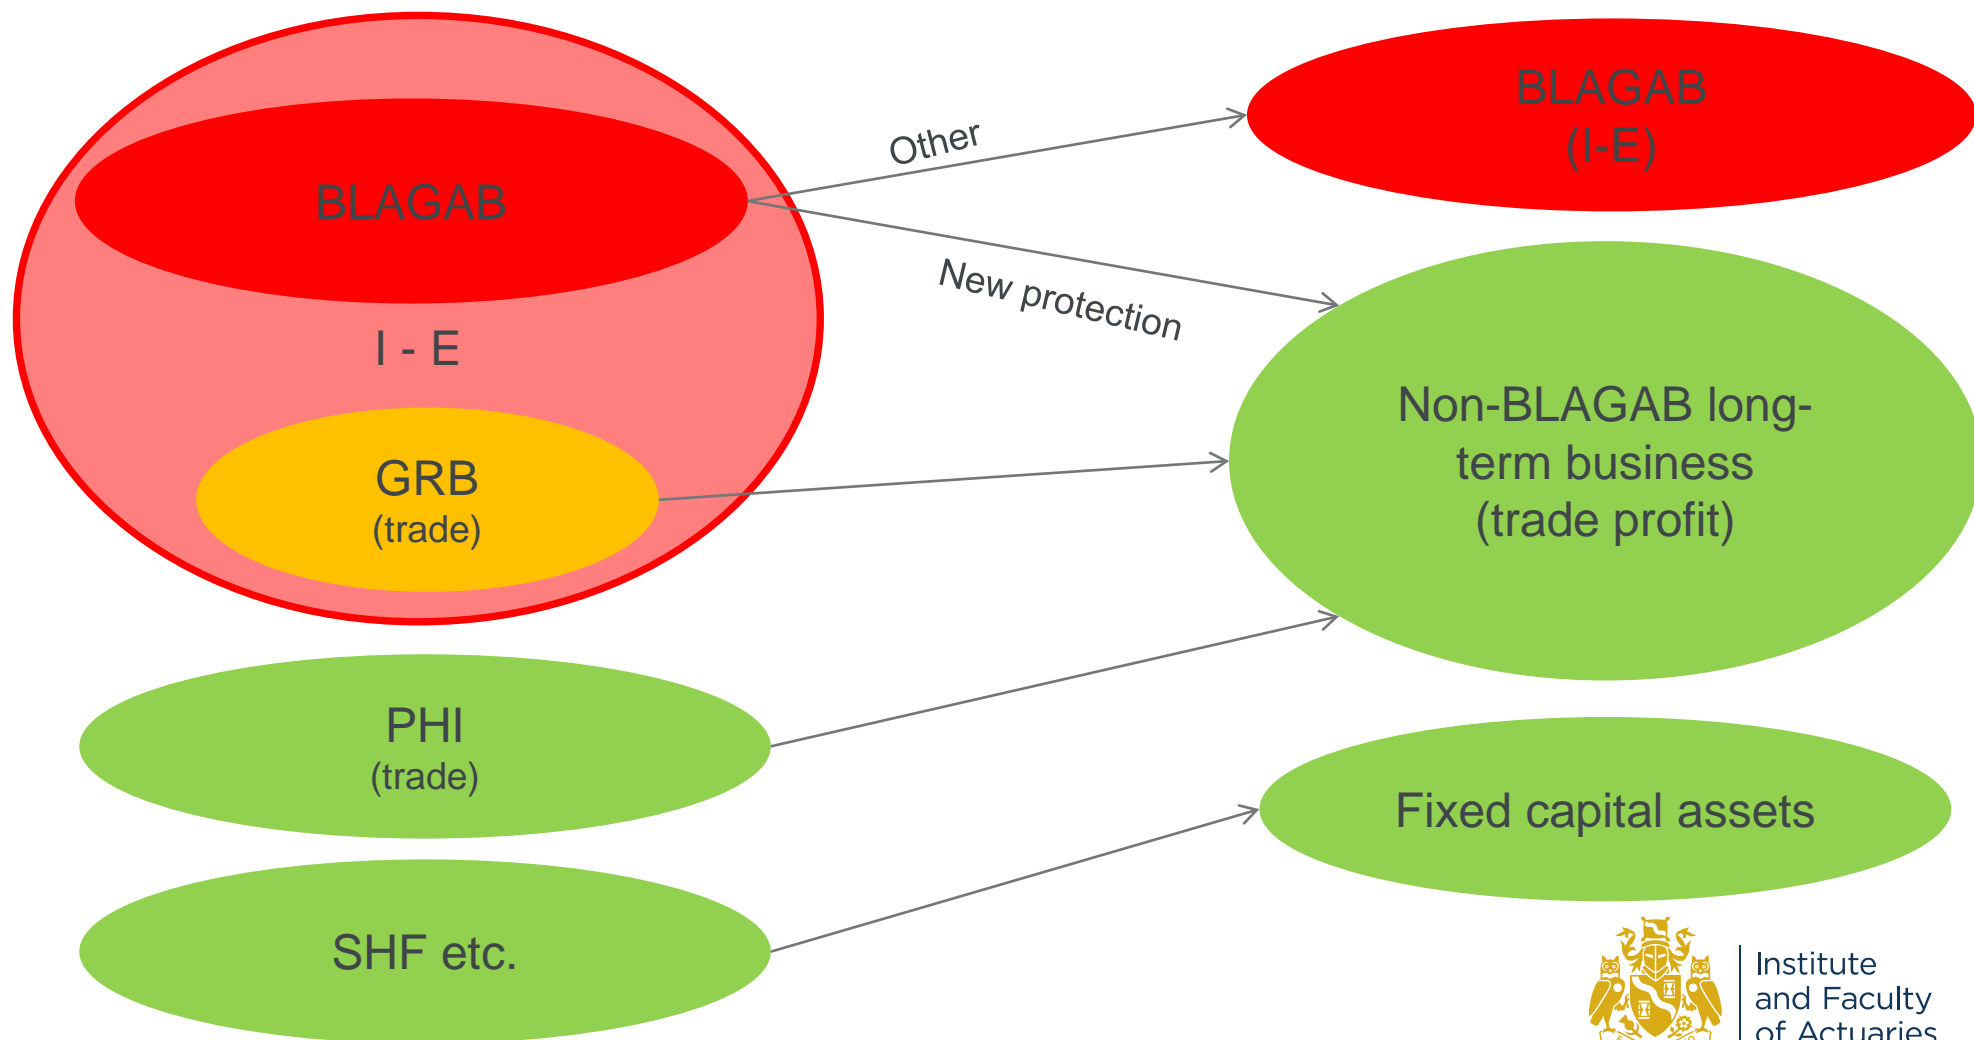 BLAGAB
I - E
GRB
(trade)
PHI
(trade)
SHF etc.
Other
New protection
BLAGAB
(I-E)
Non-BLAGAB long-
term business
(trade profit)
Fixed capital assets
Institute
and Faculty
of Actuaries